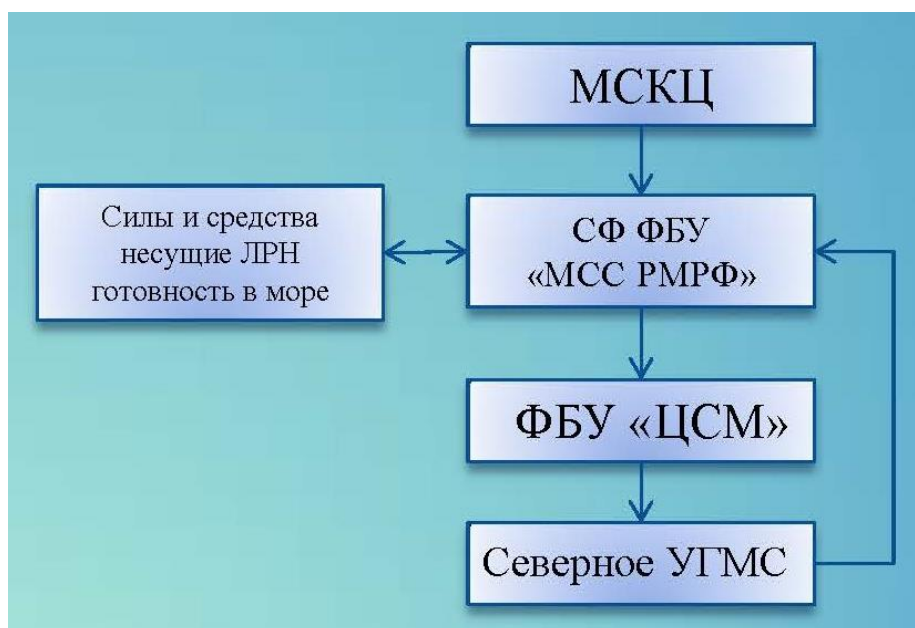 МСКЦ
Силы и средства
несущие ЛРН
готовность в море
СФ ФБУ
«МСС РМРФ»
ФБУ «ЦСМ»
Северное УГМС